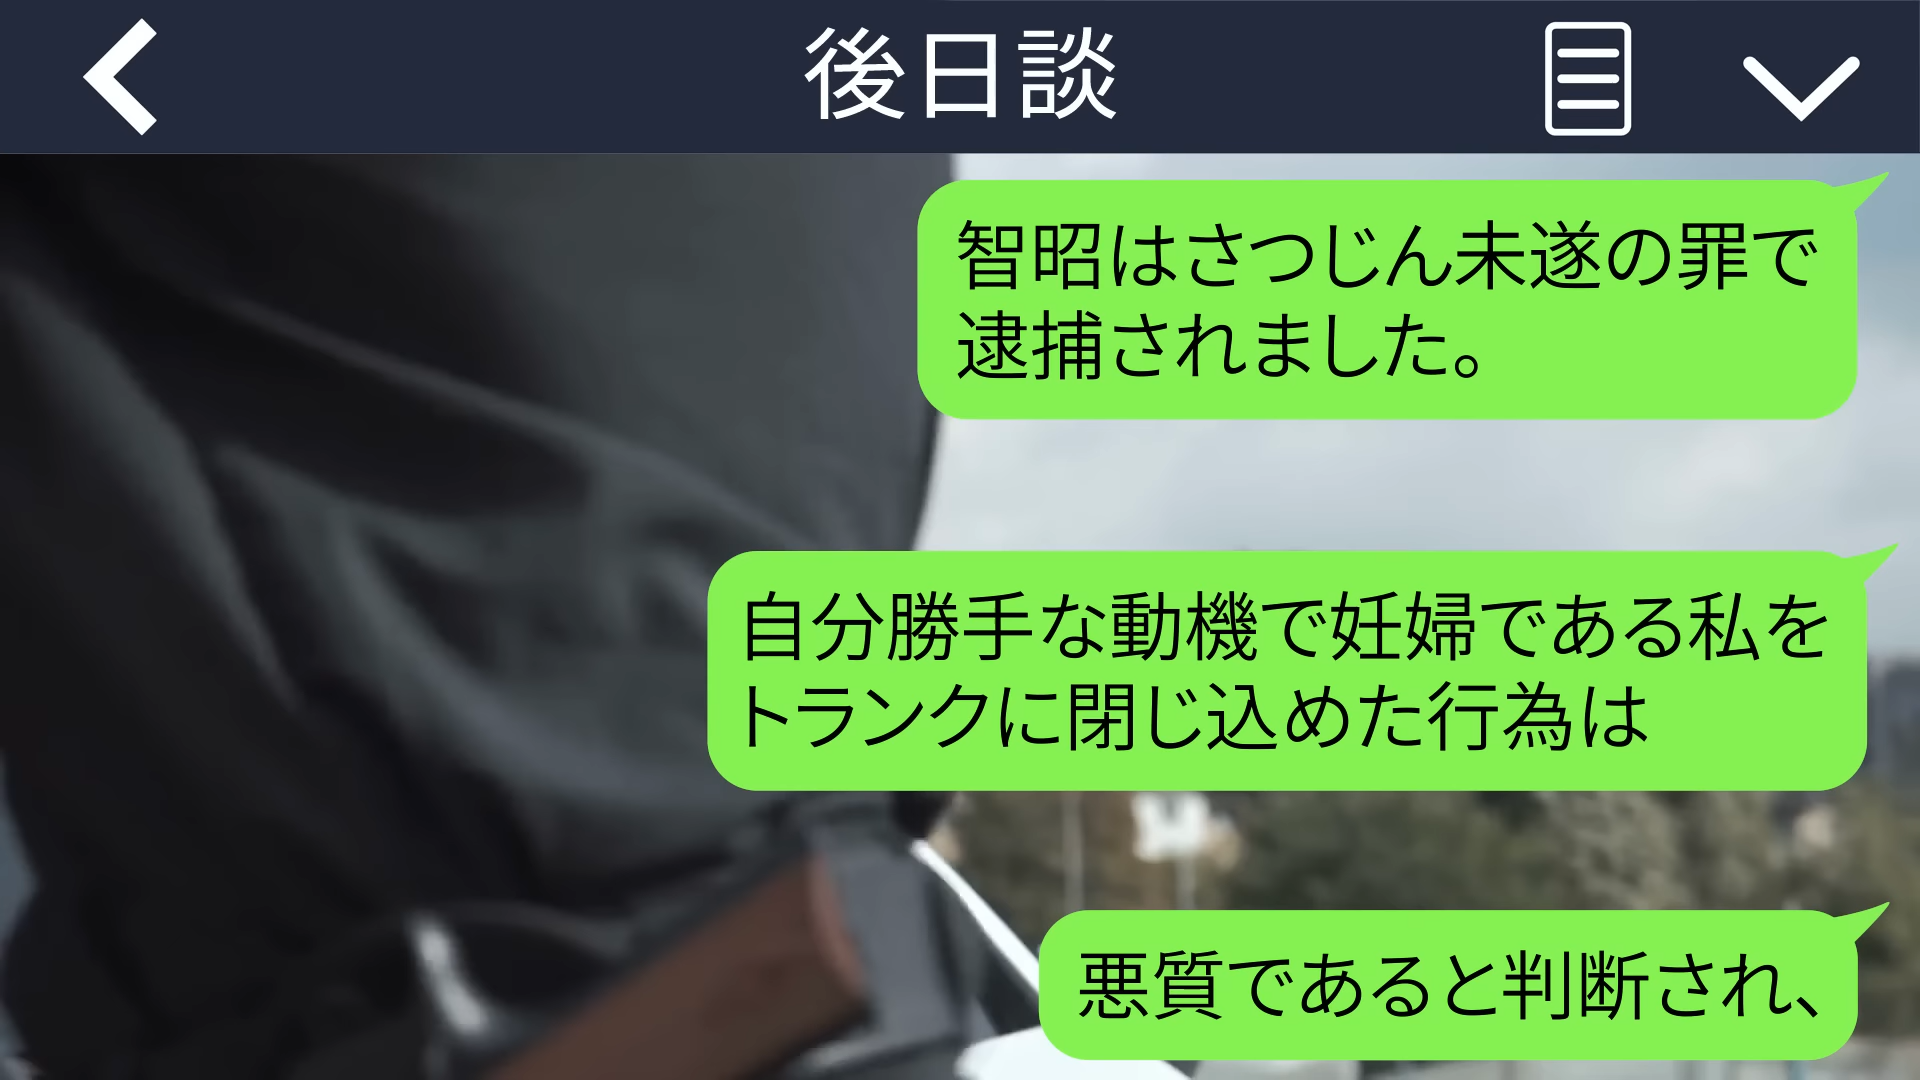 後日談
智昭はさつじん未遂の罪で
逮捕されました。
自分勝手な動機で妊婦である私を
トランクに閉じ込めた行為は
悪質であると判断され、